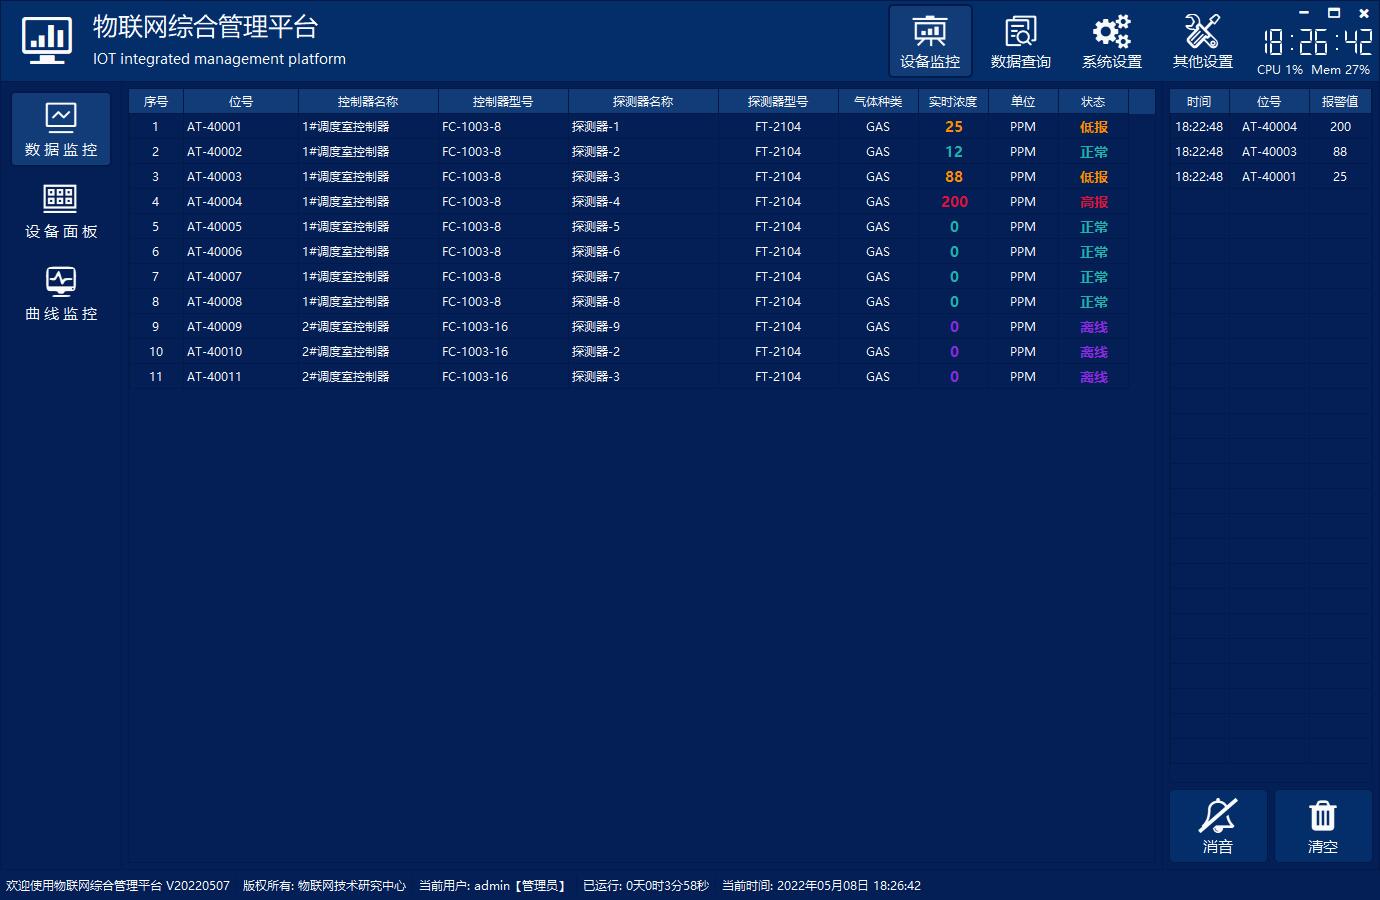 物联网综合管理平台
IOT integrated management platform
设备监控 数据查询 系统设置 其他设置
18:26:42
CPU 1% Mem 27%
数据监控
设备面板
曲线监控
序号 位号 控制器名称 控制器型号 探测器名称 探测器型号 气体种类 实时浓度 单位 状态
1 AT-40001 1#调度室控制器 FC-1003-8 探测器-1 FT-2104 GAS 25 PPM 低报
2 AT-40002 1#调度室控制器 FC-1003-8 探测器-2 FT-2104 GAS 12 PPM 正常
3 AT-40003 1#调度室控制器 FC-1003-8 探测器-3 FT-2104 GAS 88 PPM 低报
4 AT-40004 1#调度室控制器 FC-1003-8 探测器-4 FT-2104 GAS 200 PPM 高报
5 AT-40005 1#调度室控制器 FC-1003-8 探测器-5 FT-2104 GAS 0 PPM 正常
6 AT-40006 1#调度室控制器 FC-1003-8 探测器-6 FT-2104 GAS 0 PPM 正常
7 AT-40007 1#调度室控制器 FC-1003-8 探测器-7 FT-2104 GAS 0 PPM 正常
8 AT-40008 1#调度室控制器 FC-1003-8 探测器-8 FT-2104 GAS 0 PPM 正常
9 AT-40009 2#调度室控制器 FC-1003-16 探测器-9 FT-2104 GAS 0 PPM 离线
10 AT-40010 2#调度室控制器 FC-1003-16 探测器-2 FT-2104 GAS 0 PPM 离线
11 AT-40011 2#调度室控制器 FC-1003-16 探测器-3 FT-2104 GAS 0 PPM 离线
时间 位号 报警值
18:22:48 AT-40004 200
18:22:48 AT-40003 88
18:22:48 AT-40001 25
消音 清空
欢迎使用物联网综合管理平台 V20220507 版权所有: 物联网技术研究中心 当前用户: admin【管理员】 已运行: 0天0时3分58秒 当前时间: 2022年05月08日 18:26:42